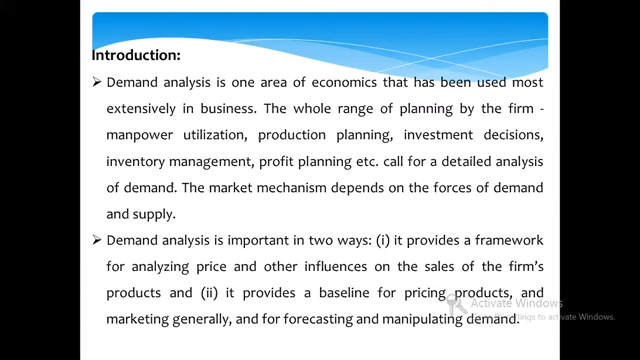 Introduction:
➢ Demand analysis is one area of economics that has been used most
extensively in business. The whole range of planning by the firm -
manpower utilization, production planning, investment decisions,
inventory management, profit planning etc. call for a detailed analysis
of demand. The market mechanism depends on the forces of demand
and supply.
➢ Demand analysis is important in two ways: (i) it provides a framework
for analyzing price and other influences on the sales of the firm's
products and (ii) it provides a baseline for pricing products, and
Activate Windows
marketing generally, and for forecasting and manipulating demand.
to activate Windows.